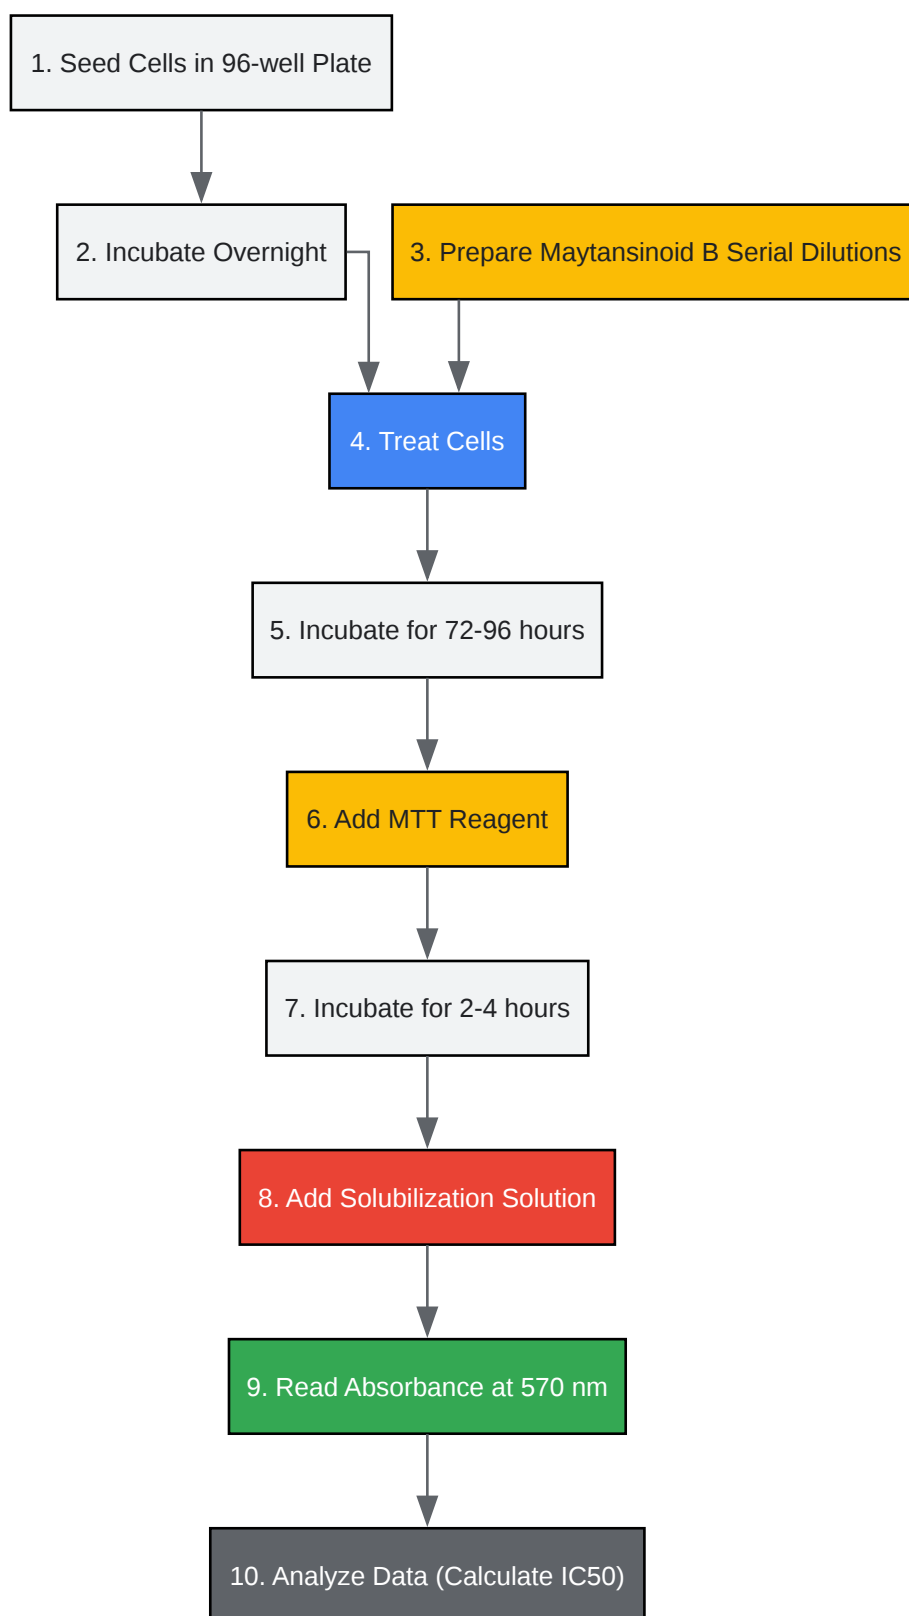 1. Seed Cells in 96-well Plate
2. Incubate Overnight
3. Prepare Maytansinoid B Serial Dilutions
4. Treat Cells
5. Incubate for 72-96 hours
6. Add MTT Reagent
7. Incubate for 2-4 hours
8. Add Solubilization Solution
9. Read Absorbance at 570 nm
10. Analyze Data (Calculate IC50)